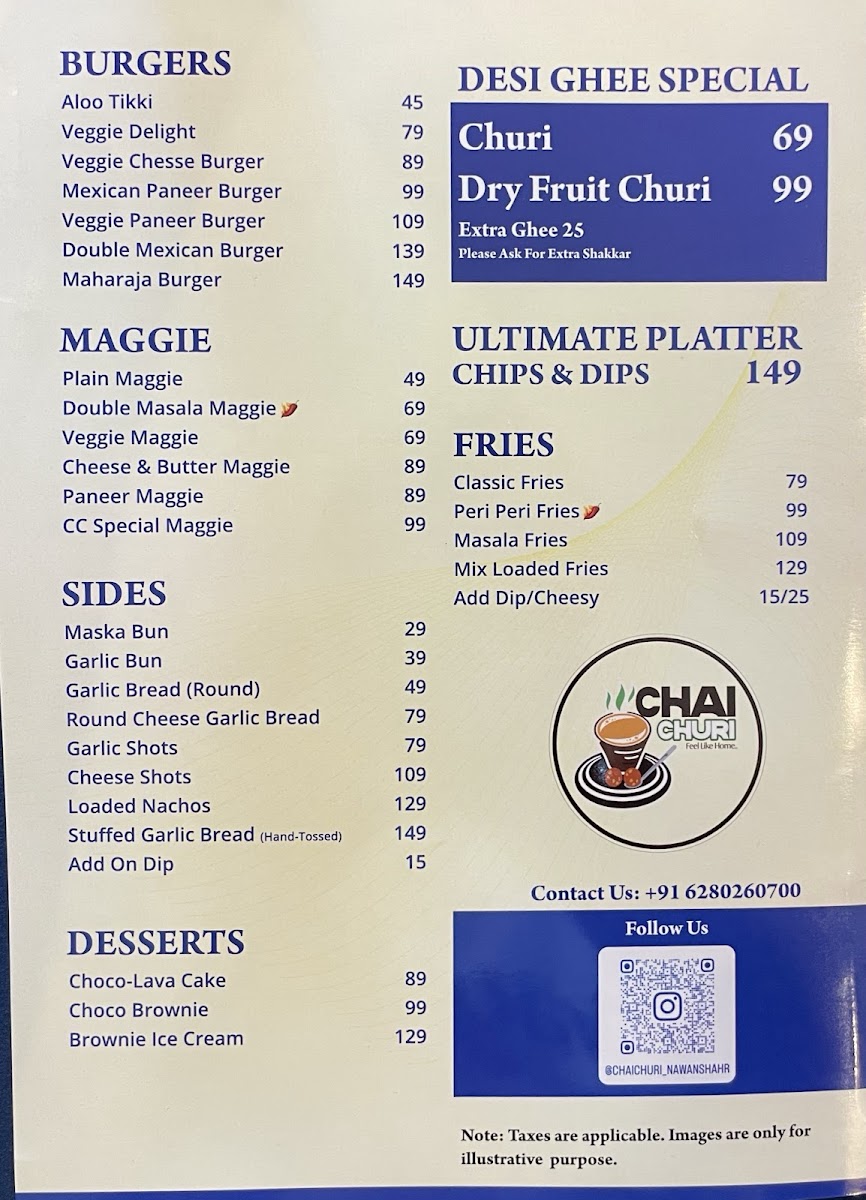 BURGERS
Aloo Tikki 45
Veggie Delight 79
Veggie Chesse Burger 89
Mexican Paneer Burger 99
Veggie Paneer Burger 109
Double Mexican Burger 139
Maharaja Burger 149
MAGGIE
Plain Maggie 49
Double Masala Maggie 69
Veggie Maggie 69
Cheese & Butter Maggie 89
Paneer Maggie 89
CC Special Maggie 99
SIDES
Maska Bun 29
Garlic Bun 39
Garlic Bread (Round) 49
Round Cheese Garlic Bread 79
Garlic Shots 79
Cheese Shots 109
Loaded Nachos 129
Stuffed Garlic Bread (Hand-Tossed) 149
Add On Dip 15
DESSERTS
Choco-Lava Cake 89
Choco Brownie 99
Brownie Ice Cream 129
DESI GHEE SPECIAL
Churi 69
Dry Fruit Churi 99
Extra Ghee 25
Please Ask For Extra Shakkar
ULTIMATE PLATTER
CHIPS & DIPS 149
FRIES
Classic Fries 79
Peri Peri Fries 99
Masala Fries 109
Mix Loaded Fries 129
Add Dip/Cheesy 15/25
CHAI
CHURI
Feel Like Home..
Contact Us: +91 6280260700
Follow Us
@CHAICHURI_NAWANSHAHR
Note: Taxes are applicable. Images are only for
illustrative purpose.